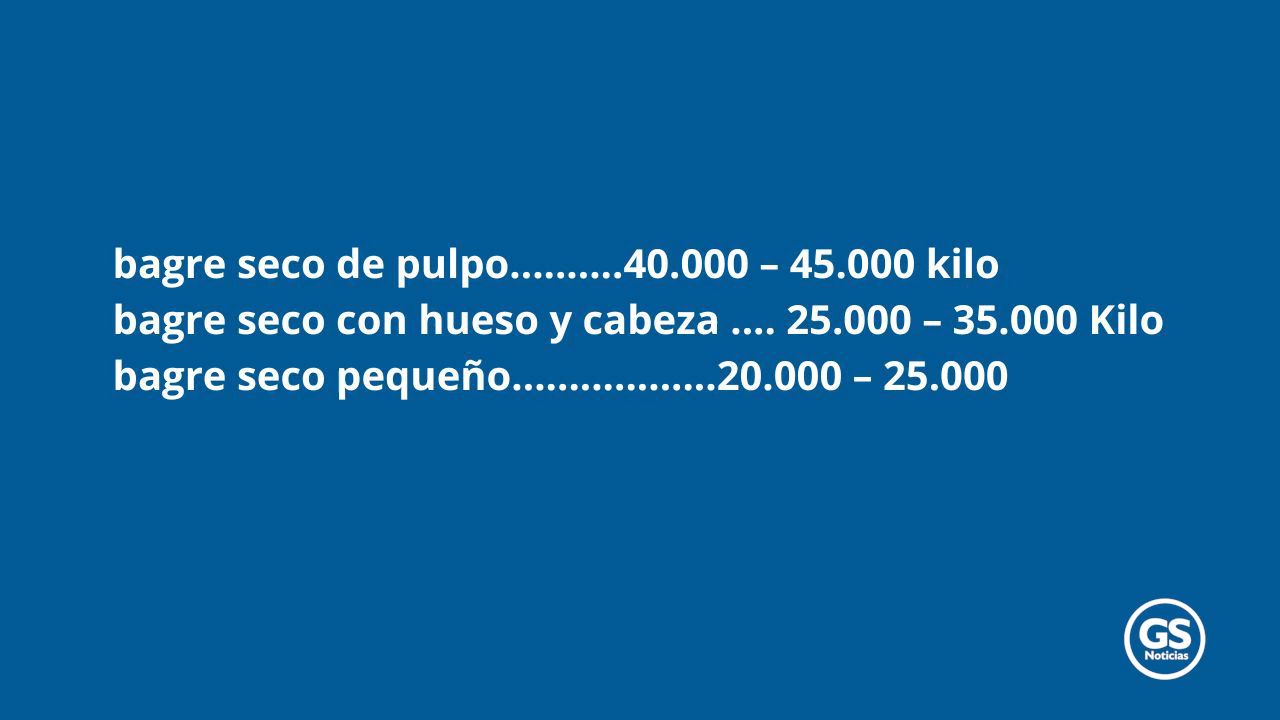 bagre seco de pulpo..........40.000 – 45.000 kilo
bagre seco con hueso y cabeza .... 25.000 – 35.000 Kilo
bagre seco pequeño..................20.000 – 25.000
GS
Noticias